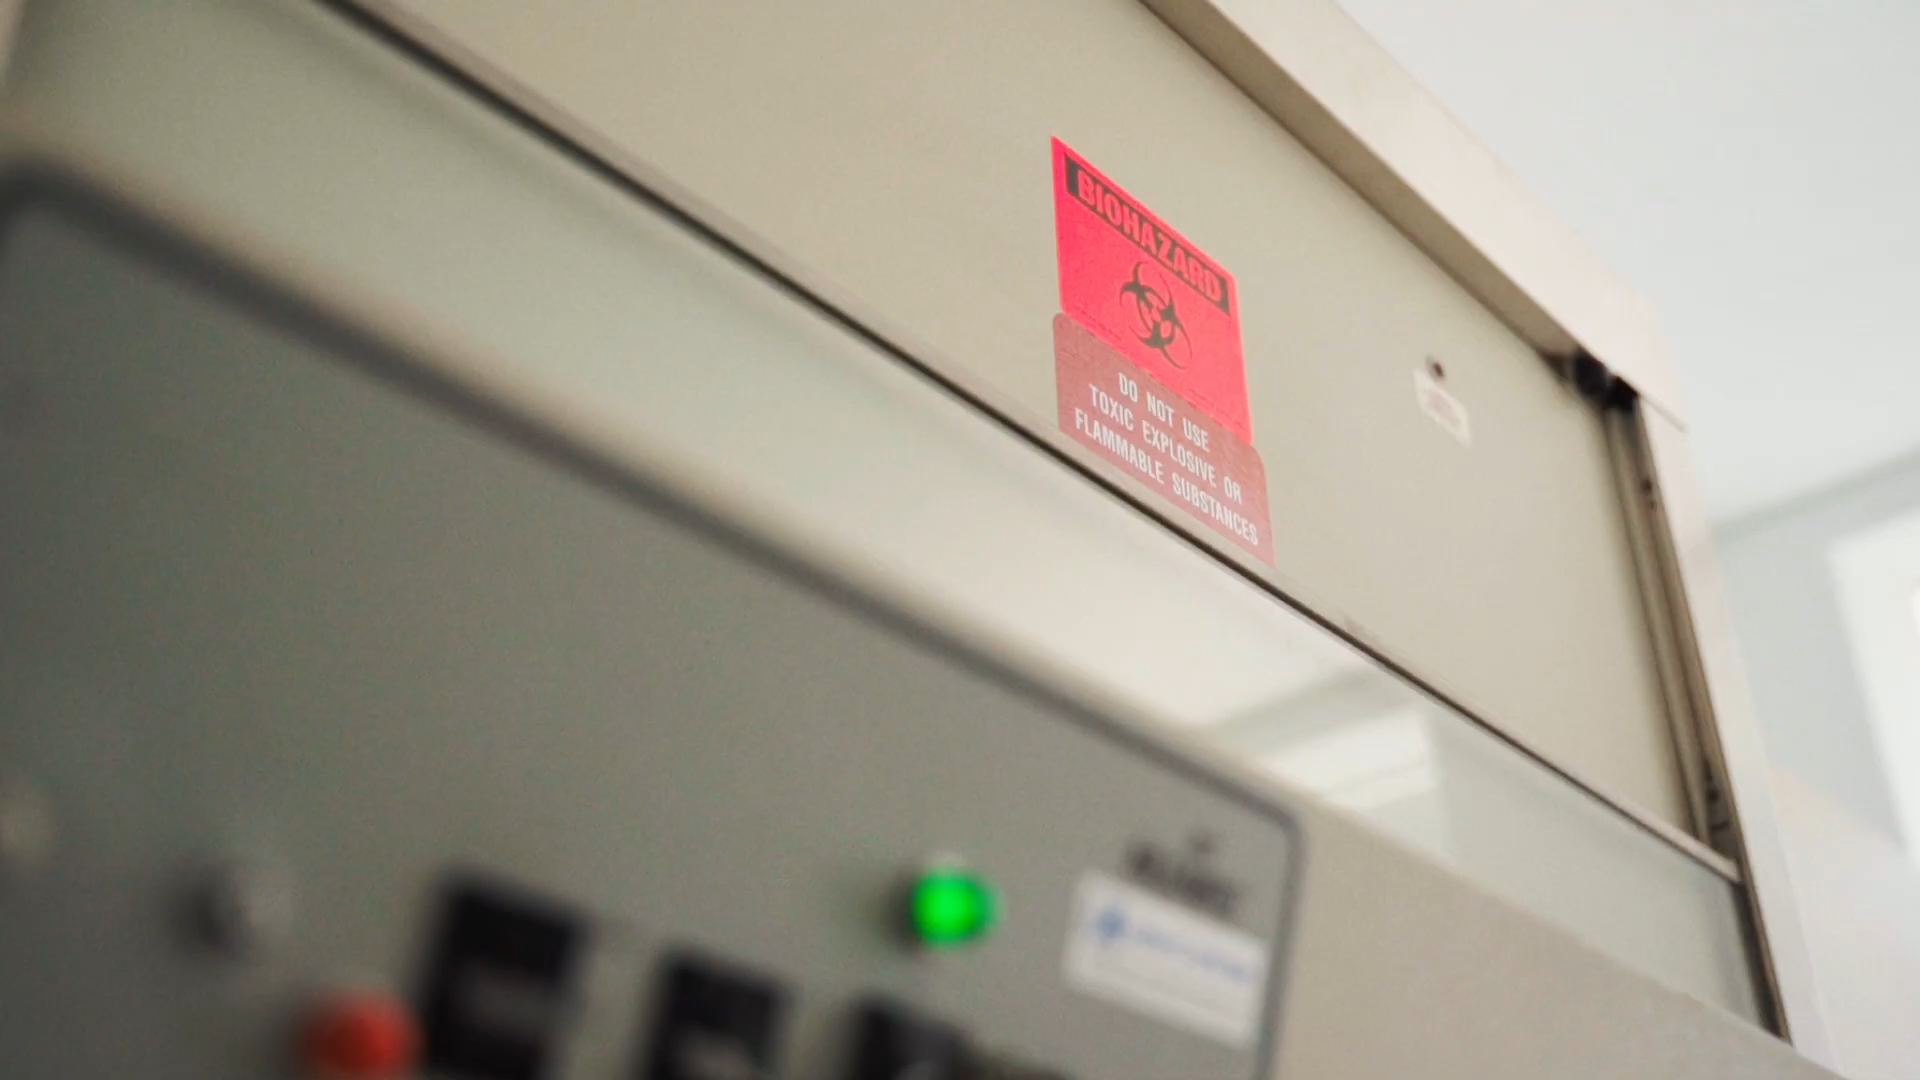 BIOHAZARD
DO NOT USE
TOXIC EXPLOSIVE OR
FLAMMABLE SUBSTANCES